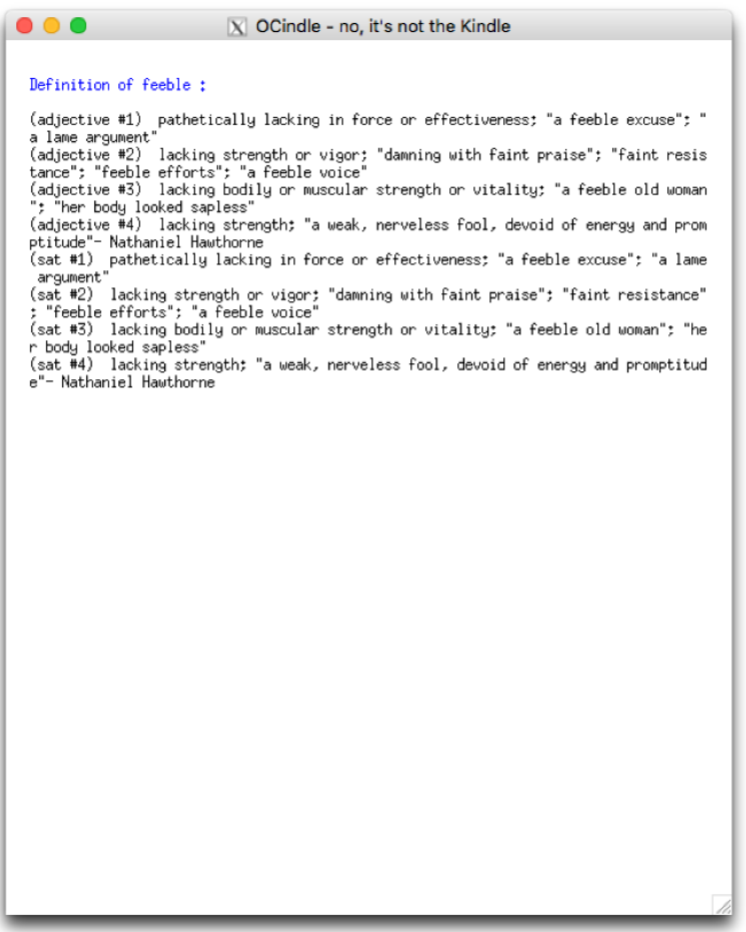 OCindle - no, it's not the Kindle
Definition of feeble :
(adjective #1)  pathetically lacking in force or effectiveness; "a feeble excuse"; "
a lame argument"
(adjective #2)  lacking strength or vigor; "damning with faint praise"; "faint resis
tance"; "feeble efforts"; "a feeble voice"
(adjective #3)  lacking bodily or muscular strength or vitality; "a feeble old woman
"; "her body looked sapless"
(adjective #4)  lacking strength; "a weak, nerveless fool, devoid of energy and prom
ptitude"- Nathaniel Hawthorne
(sat #1)  pathetically lacking in force or effectiveness; "a feeble excuse"; "a lame
 argument"
(sat #2)  lacking strength or vigor; "damning with faint praise"; "faint resistance"
; "feeble efforts"; "a feeble voice"
(sat #3)  lacking bodily or muscular strength or vitality; "a feeble old woman"; "he
r body looked sapless"
(sat #4)  lacking strength; "a weak, nerveless fool, devoid of energy and promptitud
e"- Nathaniel Hawthorne